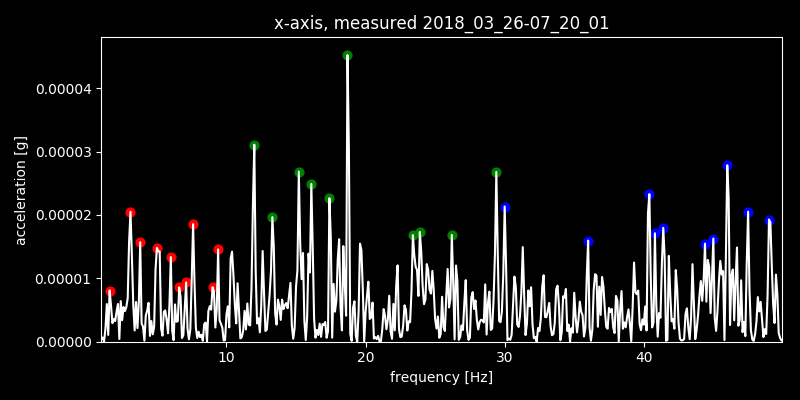 x-axis, measured 2018_03_26-07_20_01
acceleration [g]
0.00004
0.00003
0.00002
0.00001
0.00000
10 20 30 40
frequency [Hz]